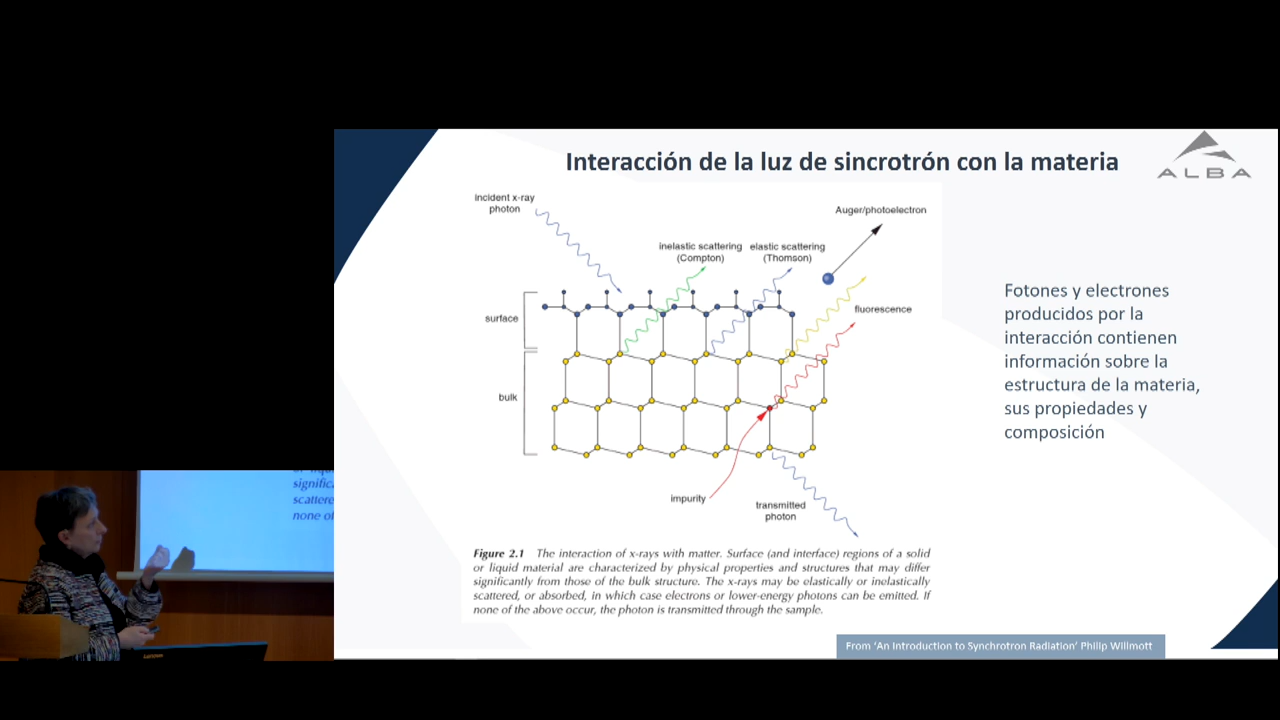 Interacción de la luz de sincrotrón con la materia
ALBA
incident x-ray
photon
Auger/photoelectron
inelastic scattering
(Compton)
elastic scattering
(Thomson)
fluorescence
surface
bulk
impurity
transmitted
photon
Fotones y electrones
producidos por la
interacción contienen
información sobre la
estructura de la materia,
sus propiedades y
composición
Figure 2.1 The interaction of x-rays with matter. Surface (and interface) regions of a solid
or liquid material are characterized by physical properties and structures that may differ
significantly from those of the bulk structure. The x-rays may be elastically or inelastically
scattered, or absorbed, in which case electrons or lower-energy photons can be emitted. If
none of the above occur, the photon is transmitted through the sample.
From ‘An Introduction to Synchrotron Radiation’ Philip Willmott
signific
scattere
none of
Lenovo